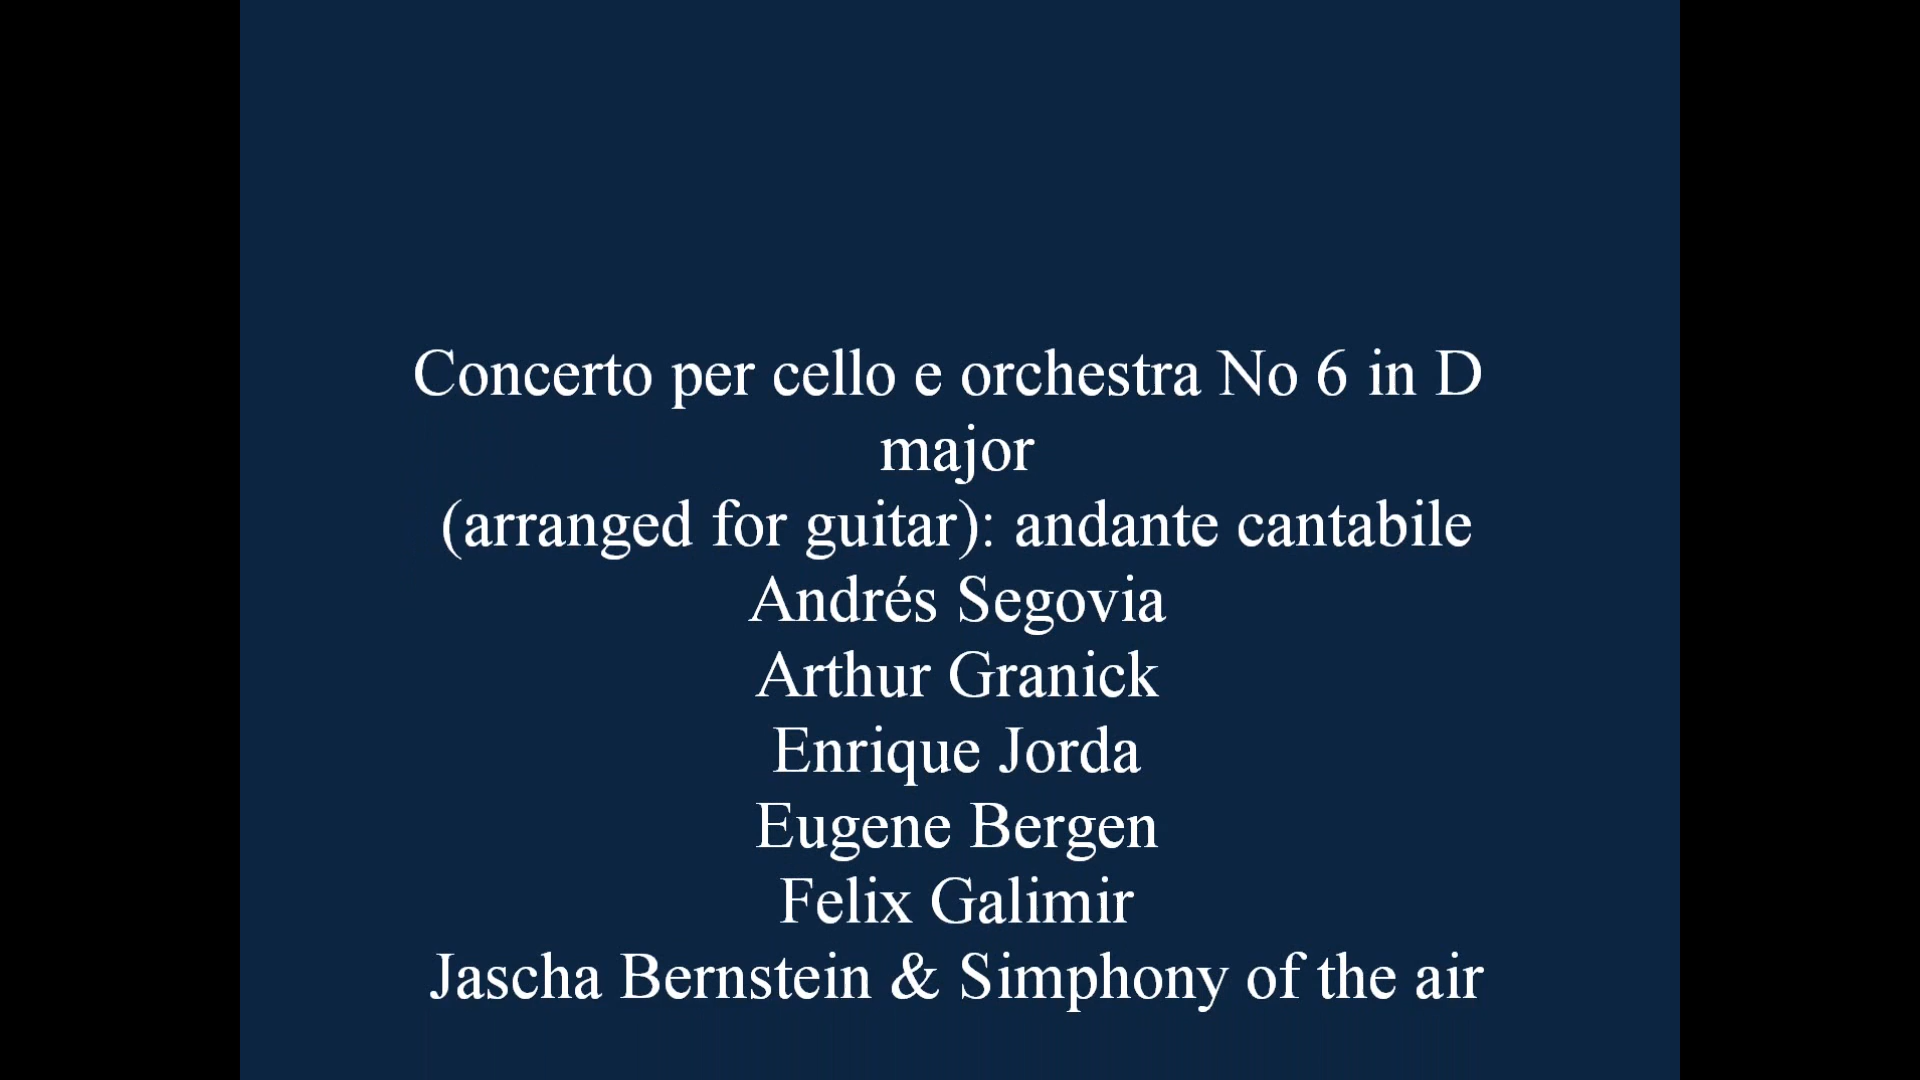 Concerto per cello e orchestra No 6 in D
major
(arranged for guitar): andante cantabile
Andrés Segovia
Arthur Granick
Enrique Jorda
Eugene Bergen
Felix Galimir
Jascha Bernstein & Simphony of the air